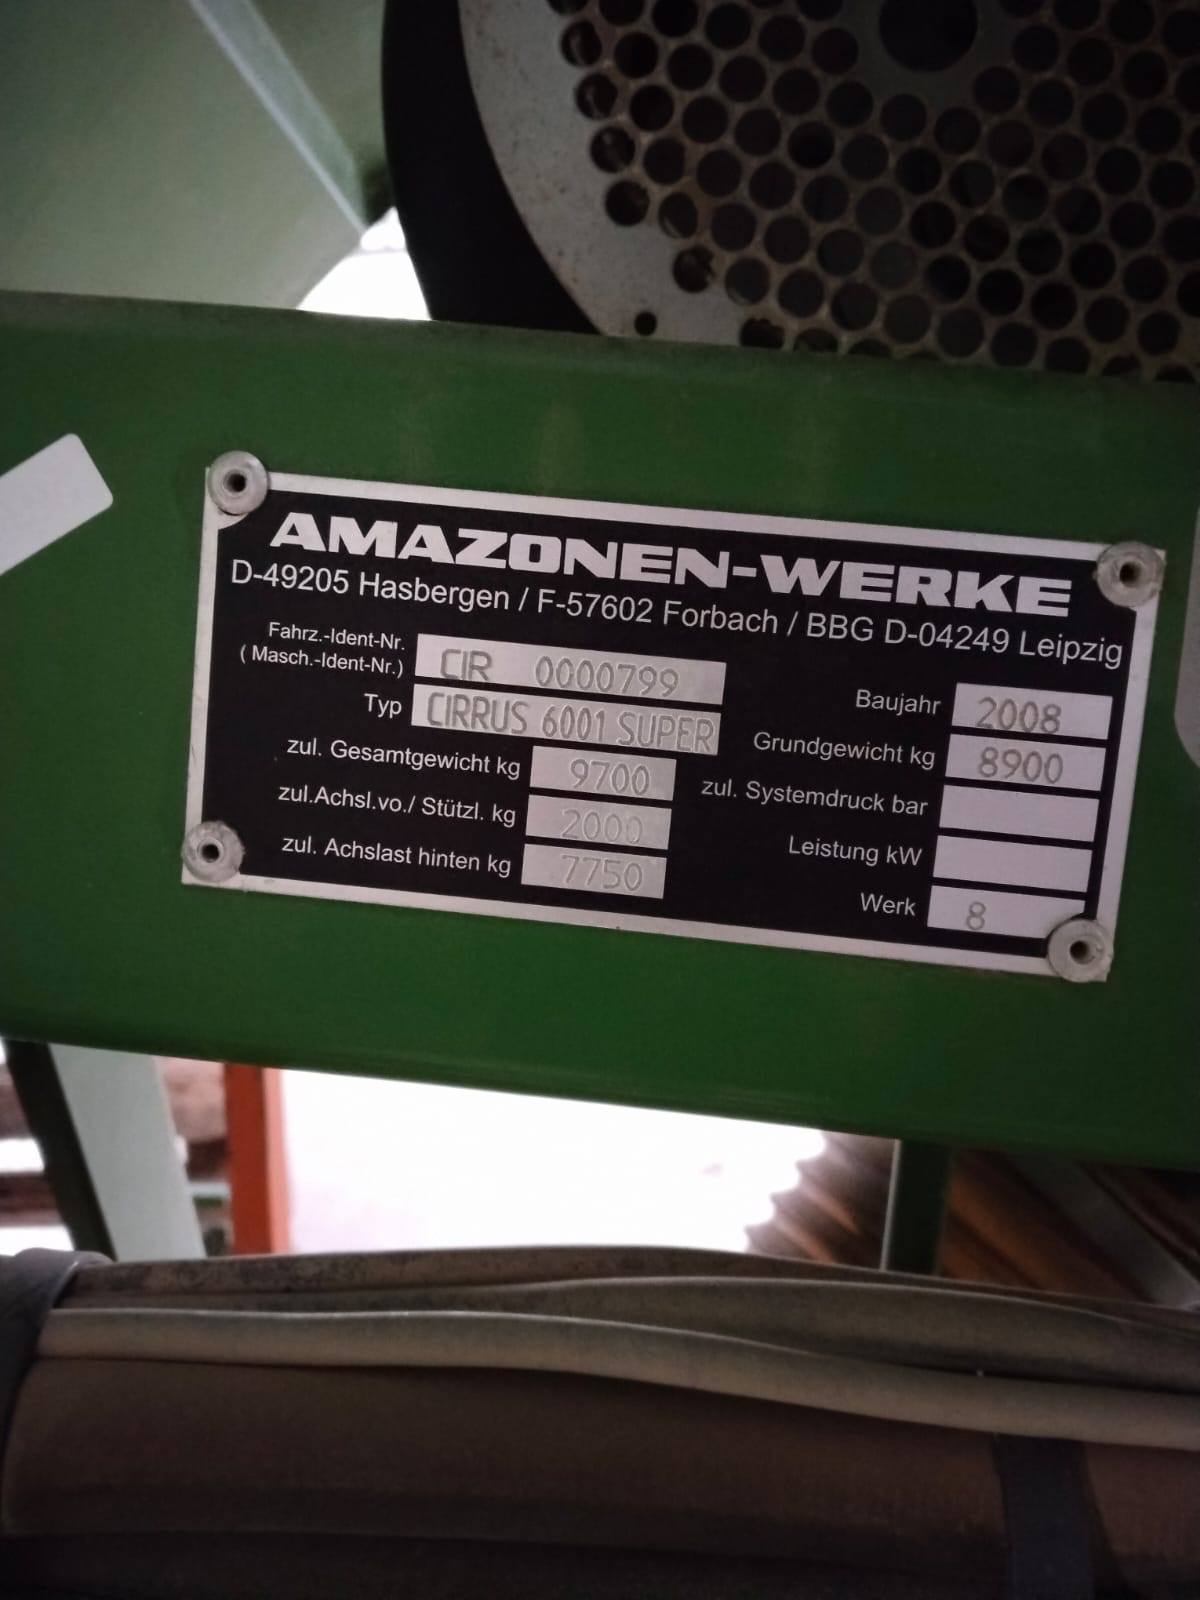 AMAZONEN-WERKE
D-49205 Hasbergen / F-57602 Forbach / BBG D-04249 Leipzig
Fahrz.-Ident-Nr.
( Masch.-Ident-Nr.) CIR 0000799
Typ CIRRUS 6001 SUPER
zul. Gesamtgewicht kg 9700
zul.Achsl.vo./ Stützl. kg 2000
zul. Achslast hinten kg 7750
Baujahr 2008
Grundgewicht kg 8900
zul. Systemdruck bar
Leistung kW
Werk 8